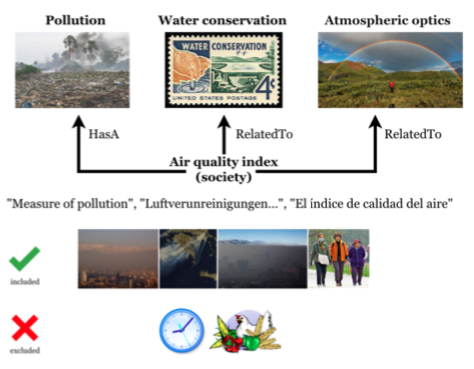 Pollution Water conservation Atmospheric optics
WATER CONSERVATION
4¢
UNITED STATES POSTAGE
HasA RelatedTo RelatedTo
Air quality index
(society)
"Measure of pollution", "Luftverunreinigungen...", "El índice de calidad del aire"
included
excluded